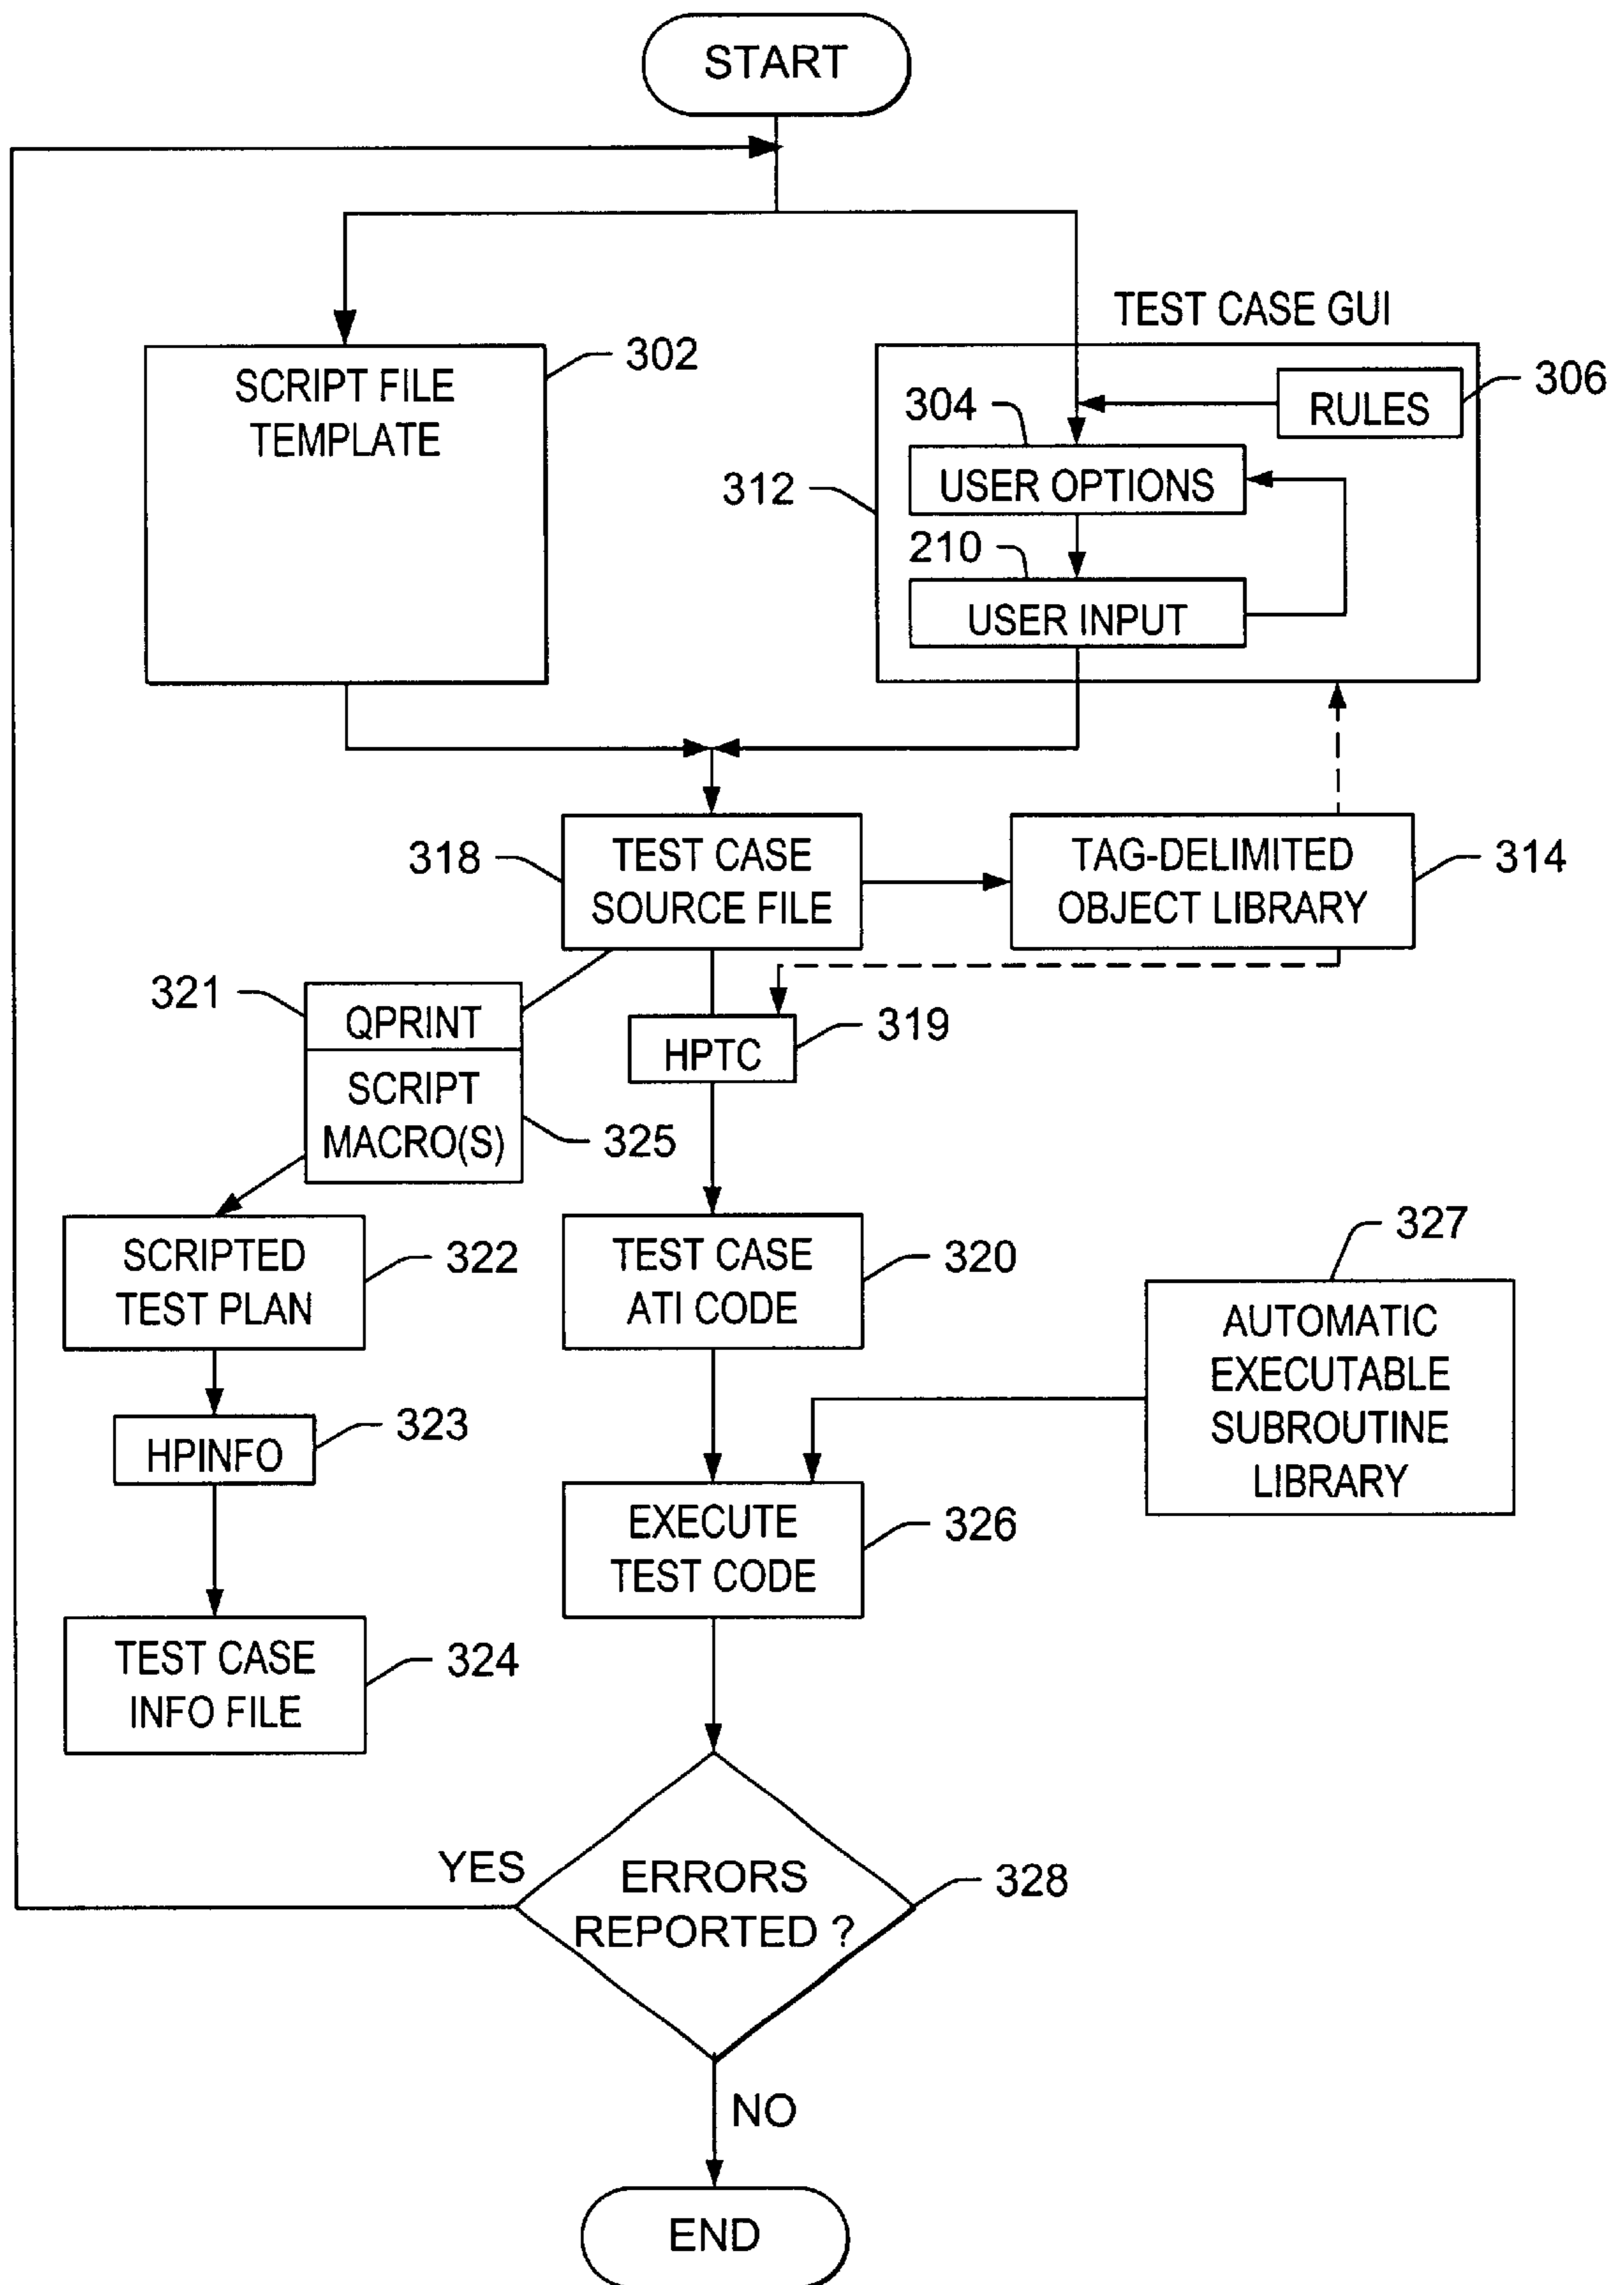 START
TEST CASE GUI
SCRIPT FILE
TEMPLATE
302
306
RULES
304
USER OPTIONS
312
210
USER INPUT
318
TEST CASE
SOURCE FILE
TAG-DELIMITED
OBJECT LIBRARY
314
321
QPRINT
SCRIPT
MACRO(S)
325
HPTC
319
SCRIPTED
TEST PLAN
322
TEST CASE
ATI CODE
320
327
AUTOMATIC
EXECUTABLE
SUBROUTINE
LIBRARY
HPINFO
323
EXECUTE
TEST CODE
326
TEST CASE
INFO FILE
324
YES
ERRORS
REPORTED ?
328
NO
END